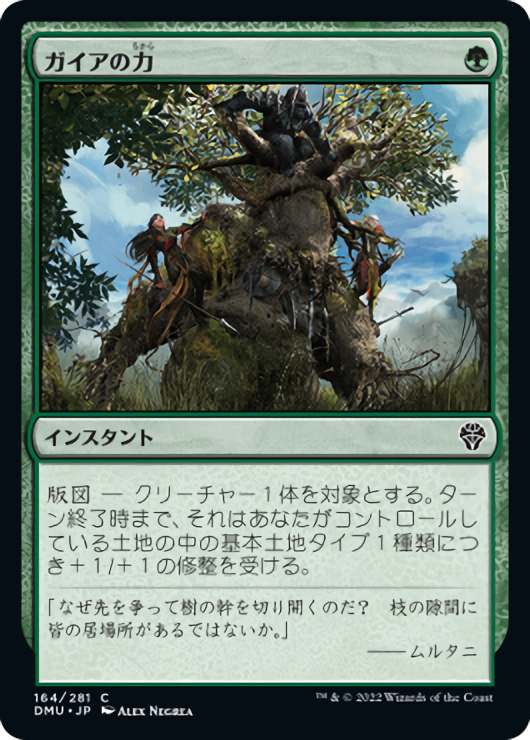 ガイアの力
ちから
インスタント
版図 ― クリーチャー1体を対象とする。ター
ン終了時まで、それはあなたがコントロールし
ている土地の中の基本土地タイプ1種類につ
き+1/+1の修整を受ける。
「なぜ先を争って樹の幹を切り開くのだ?　枝の隙間に
皆の居場所があるではないか。」
――ムルタニ
164/281 C
DMU・JP ALEX NEGREA
™ & © 2022 Wizards of the Coast